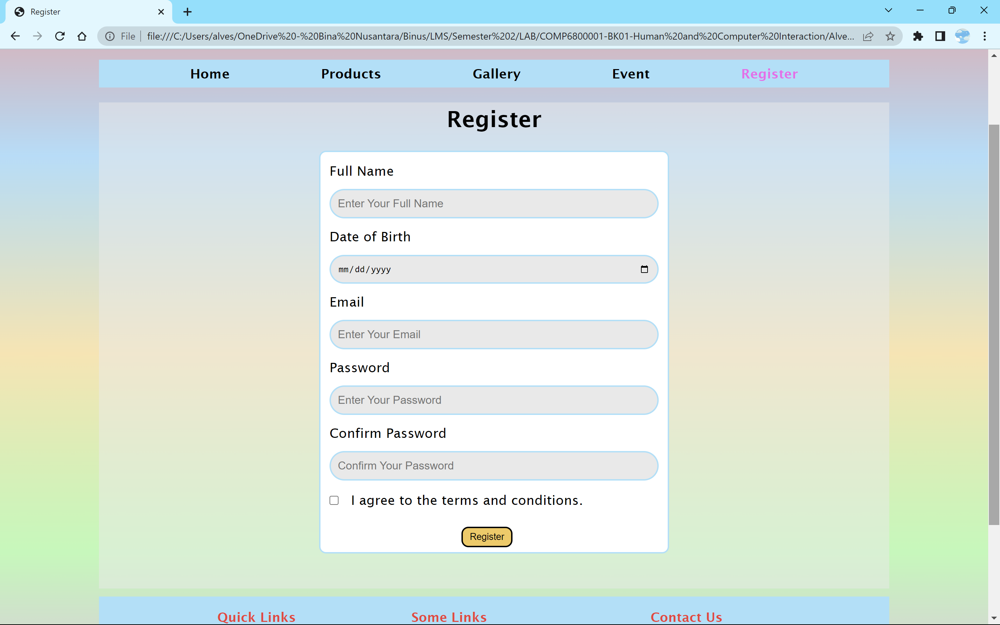 Register
File
file:///C:/Users/alves/OneDrive%20-%20Bina%20Nusantara/Binus/LMS/Semester%202/LAB/COMP6800001-BK01-Human%20and%20Computer%20Interaction/Alve...
Home Products Gallery Event Register
Register
Full Name
Enter Your Full Name
Date of Birth
mm/dd/yyyy
Email
Enter Your Email
Password
Enter Your Password
Confirm Password
Confirm Your Password
I agree to the terms and conditions.
Register
Quick Links Some Links Contact Us